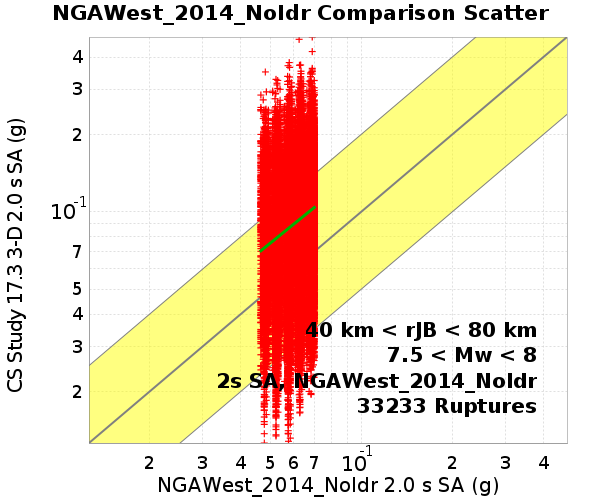 NGAWest_2014_NoIdr Comparison Scatter
CS Study 17.3 3-D 2.0 s SA (g)
4
3
2
10-1
7
5
4
3
2
40 km < rJB < 80 km
7.5 < Mw < 8
2s SA, NGAWest_2014_NoIdr
33233 Ruptures
2 3 4 5 6 7 10-1 2 3 4
NGAWest_2014_NoIdr 2.0 s SA (g)